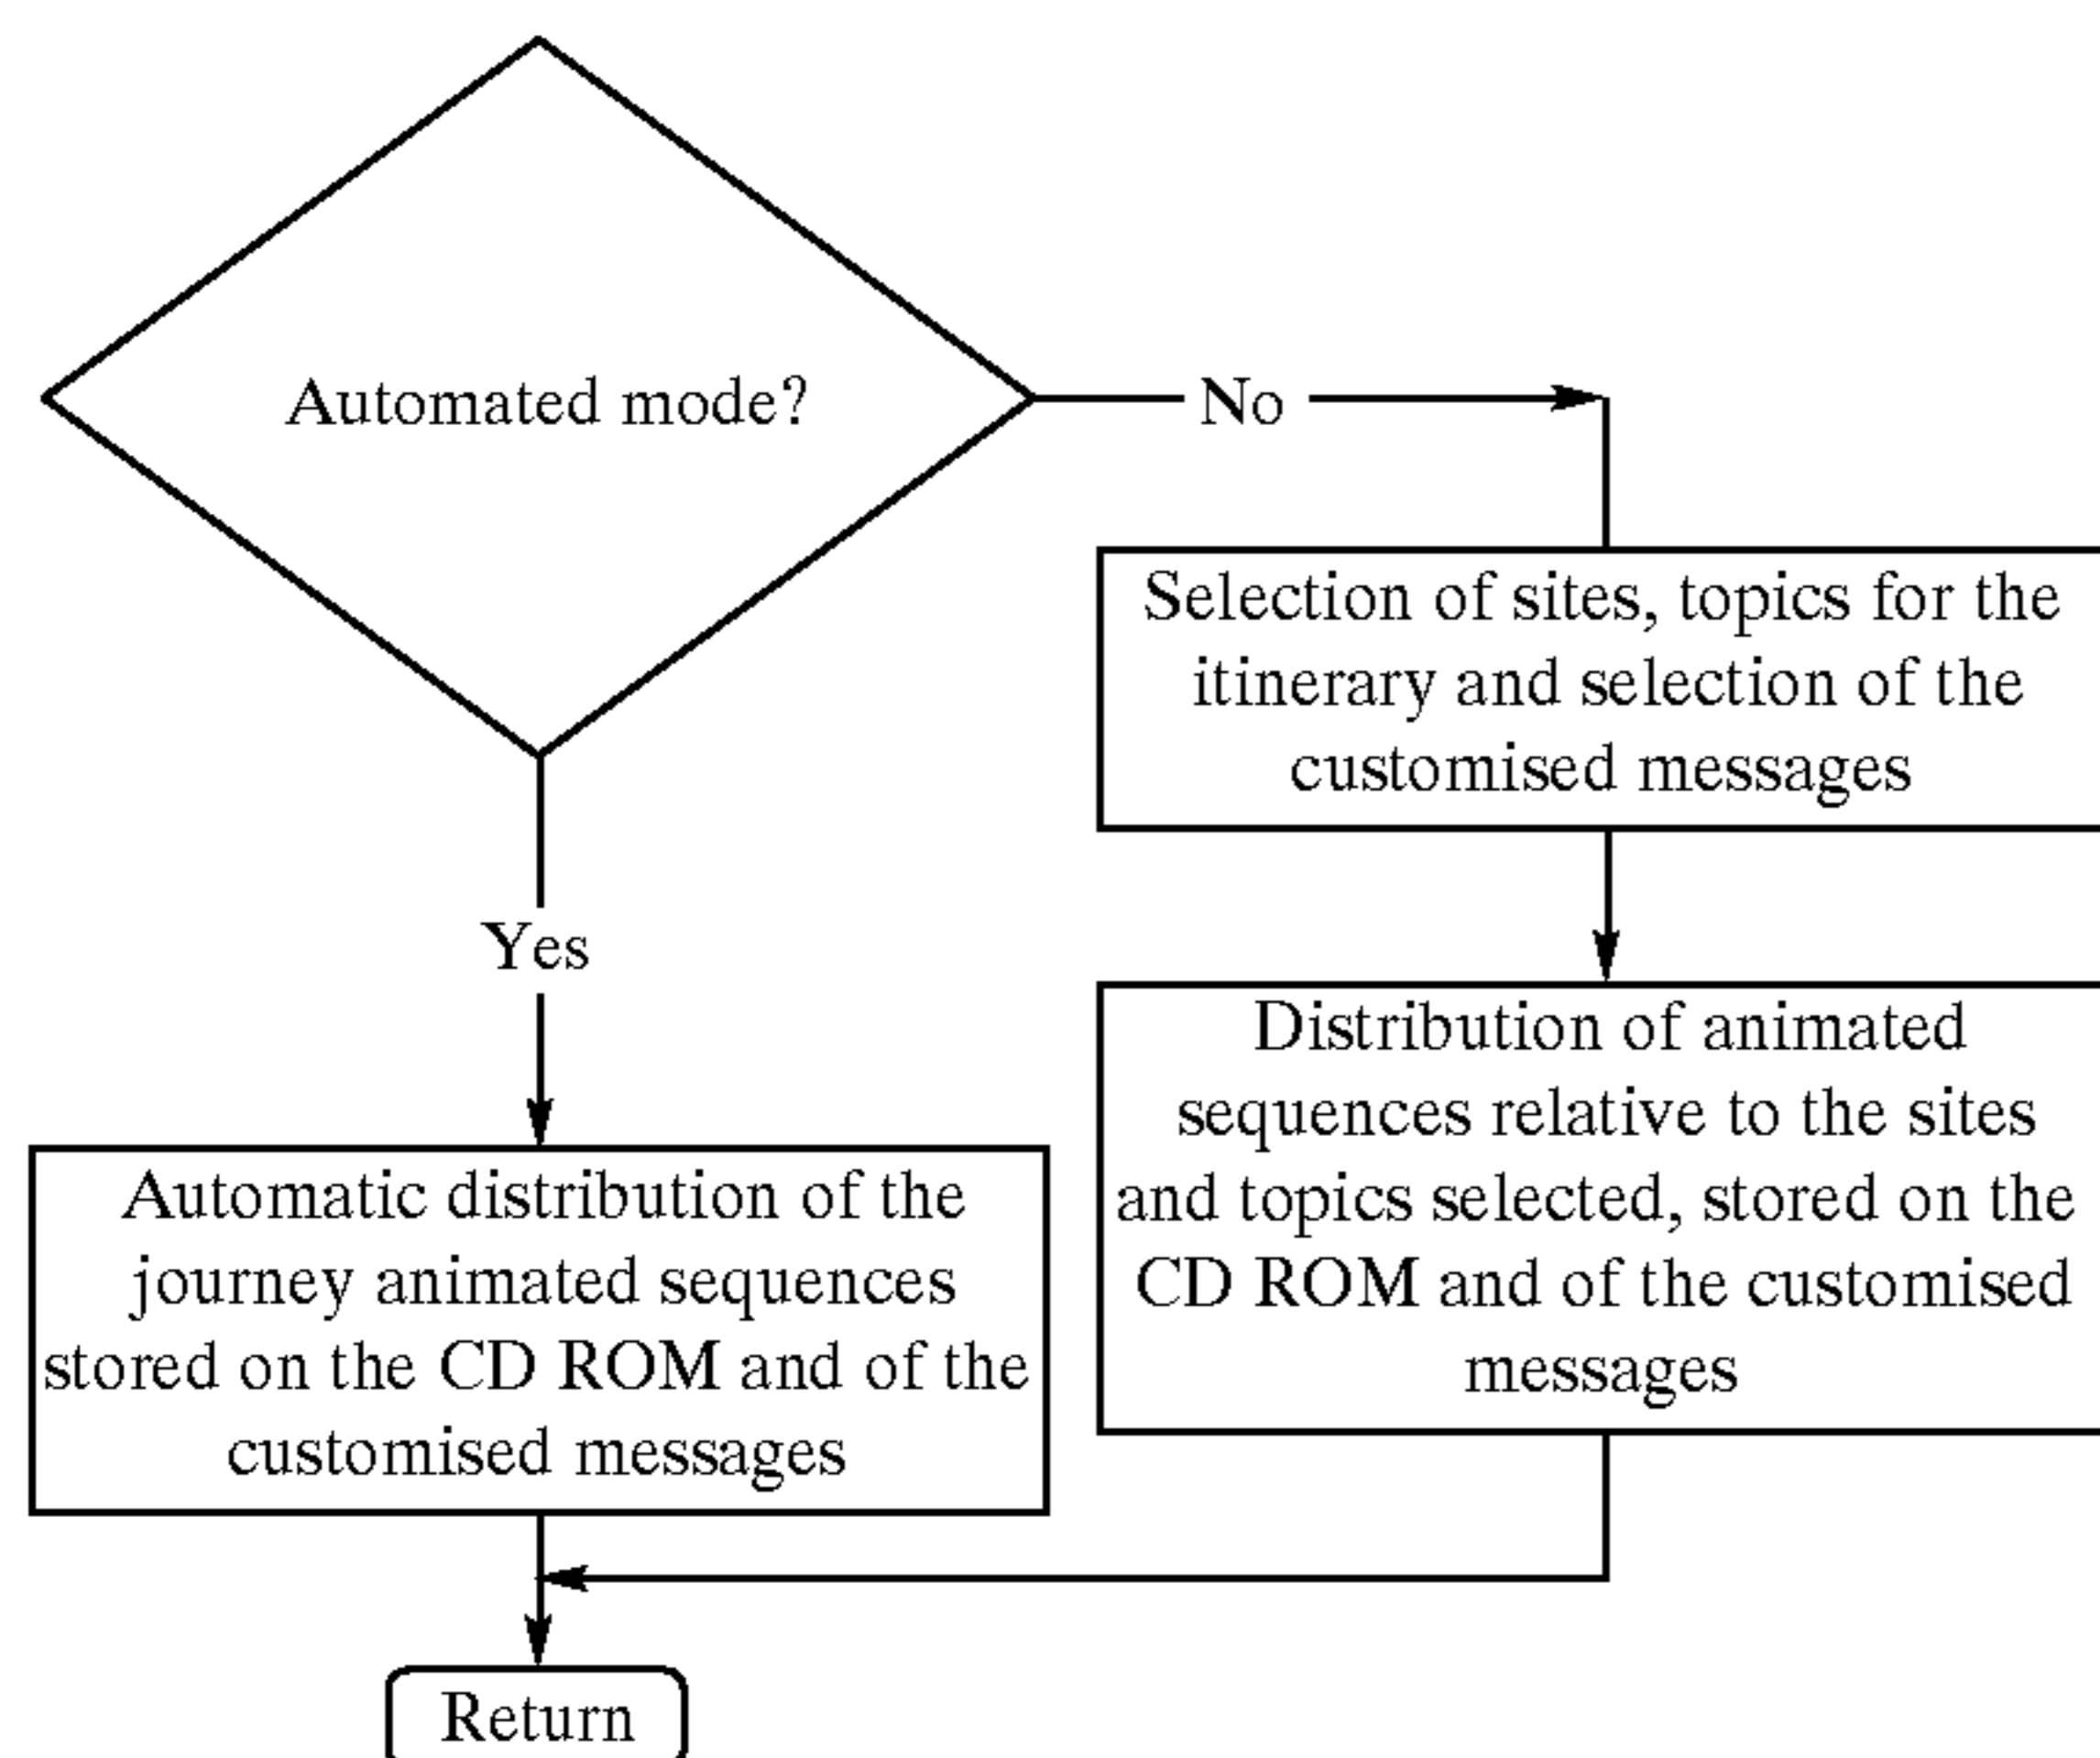 Automated mode?
No
Selection of sites, topics for the
itinerary and selection of the
customised messages
Yes
Distribution of animated
sequences relative to the sites
and topics selected, stored on the
CD ROM and of the customised
messages
Automatic distribution of the
journey animated sequences
stored on the CD ROM and of the
customised messages
Return